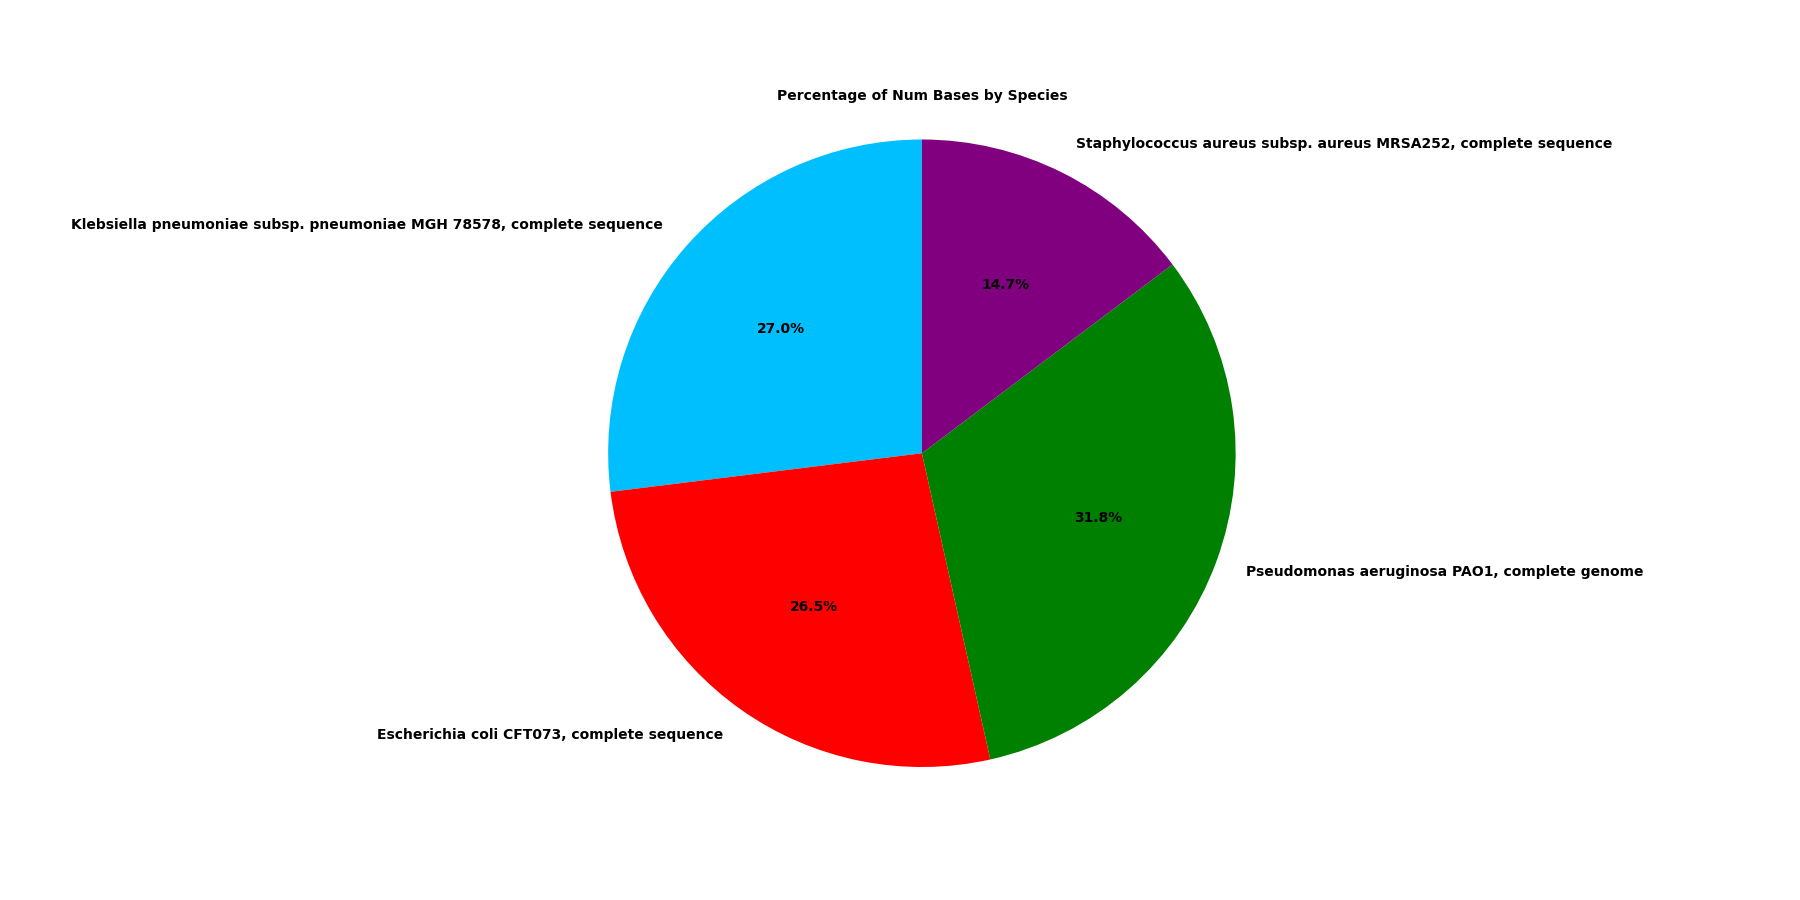 Percentage of Num Bases by Species
Staphylococcus aureus subsp. aureus MRSA252, complete sequence
Klebsiella pneumoniae subsp. pneumoniae MGH 78578, complete sequence
14.7%
27.0%
31.8%
Pseudomonas aeruginosa PAO1, complete genome
26.5%
Escherichia coli CFT073, complete sequence